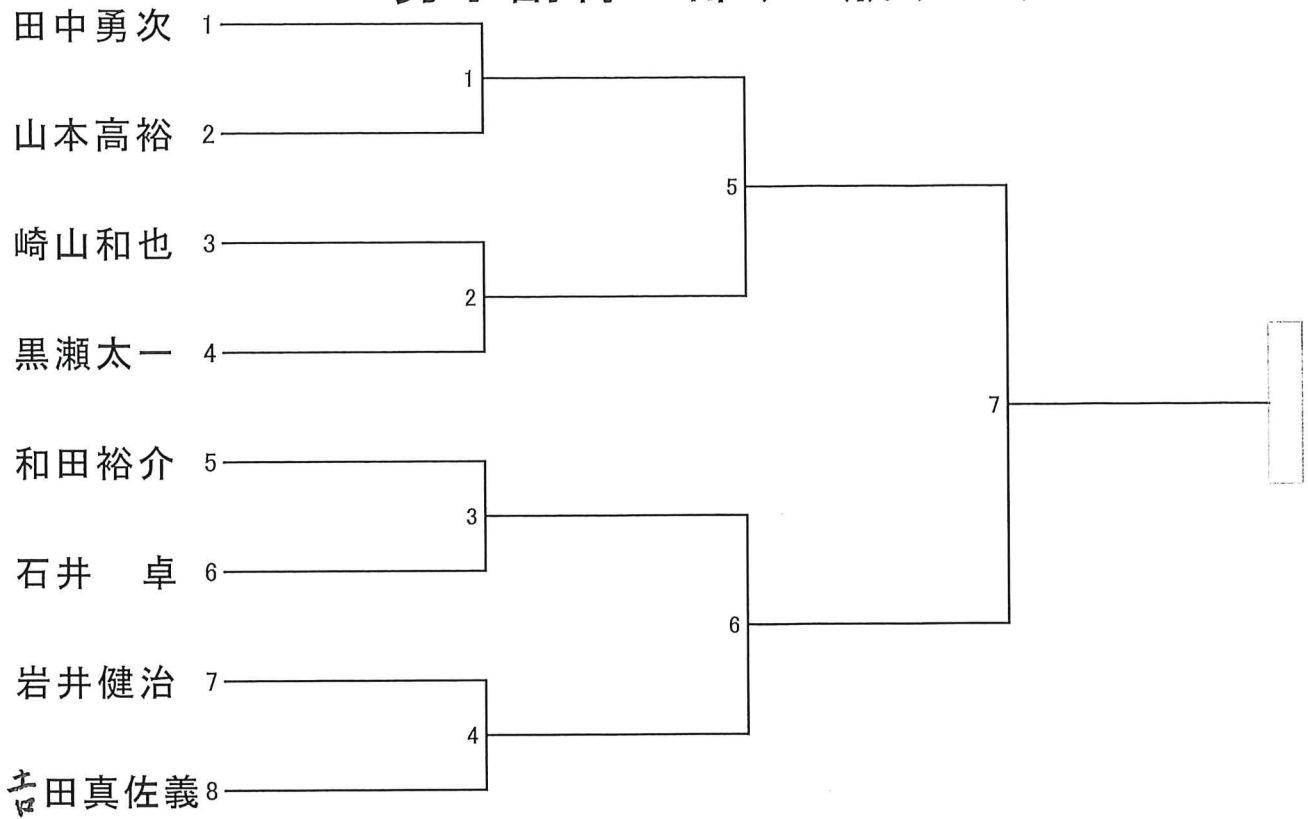 田中勇次 1
1
山本高裕 2
5
崎山和也 3
2
黒瀬太一 4
7
和田裕介 5
3
石井 卓 6
6
岩井健治 7
4
吉田真佐義 8